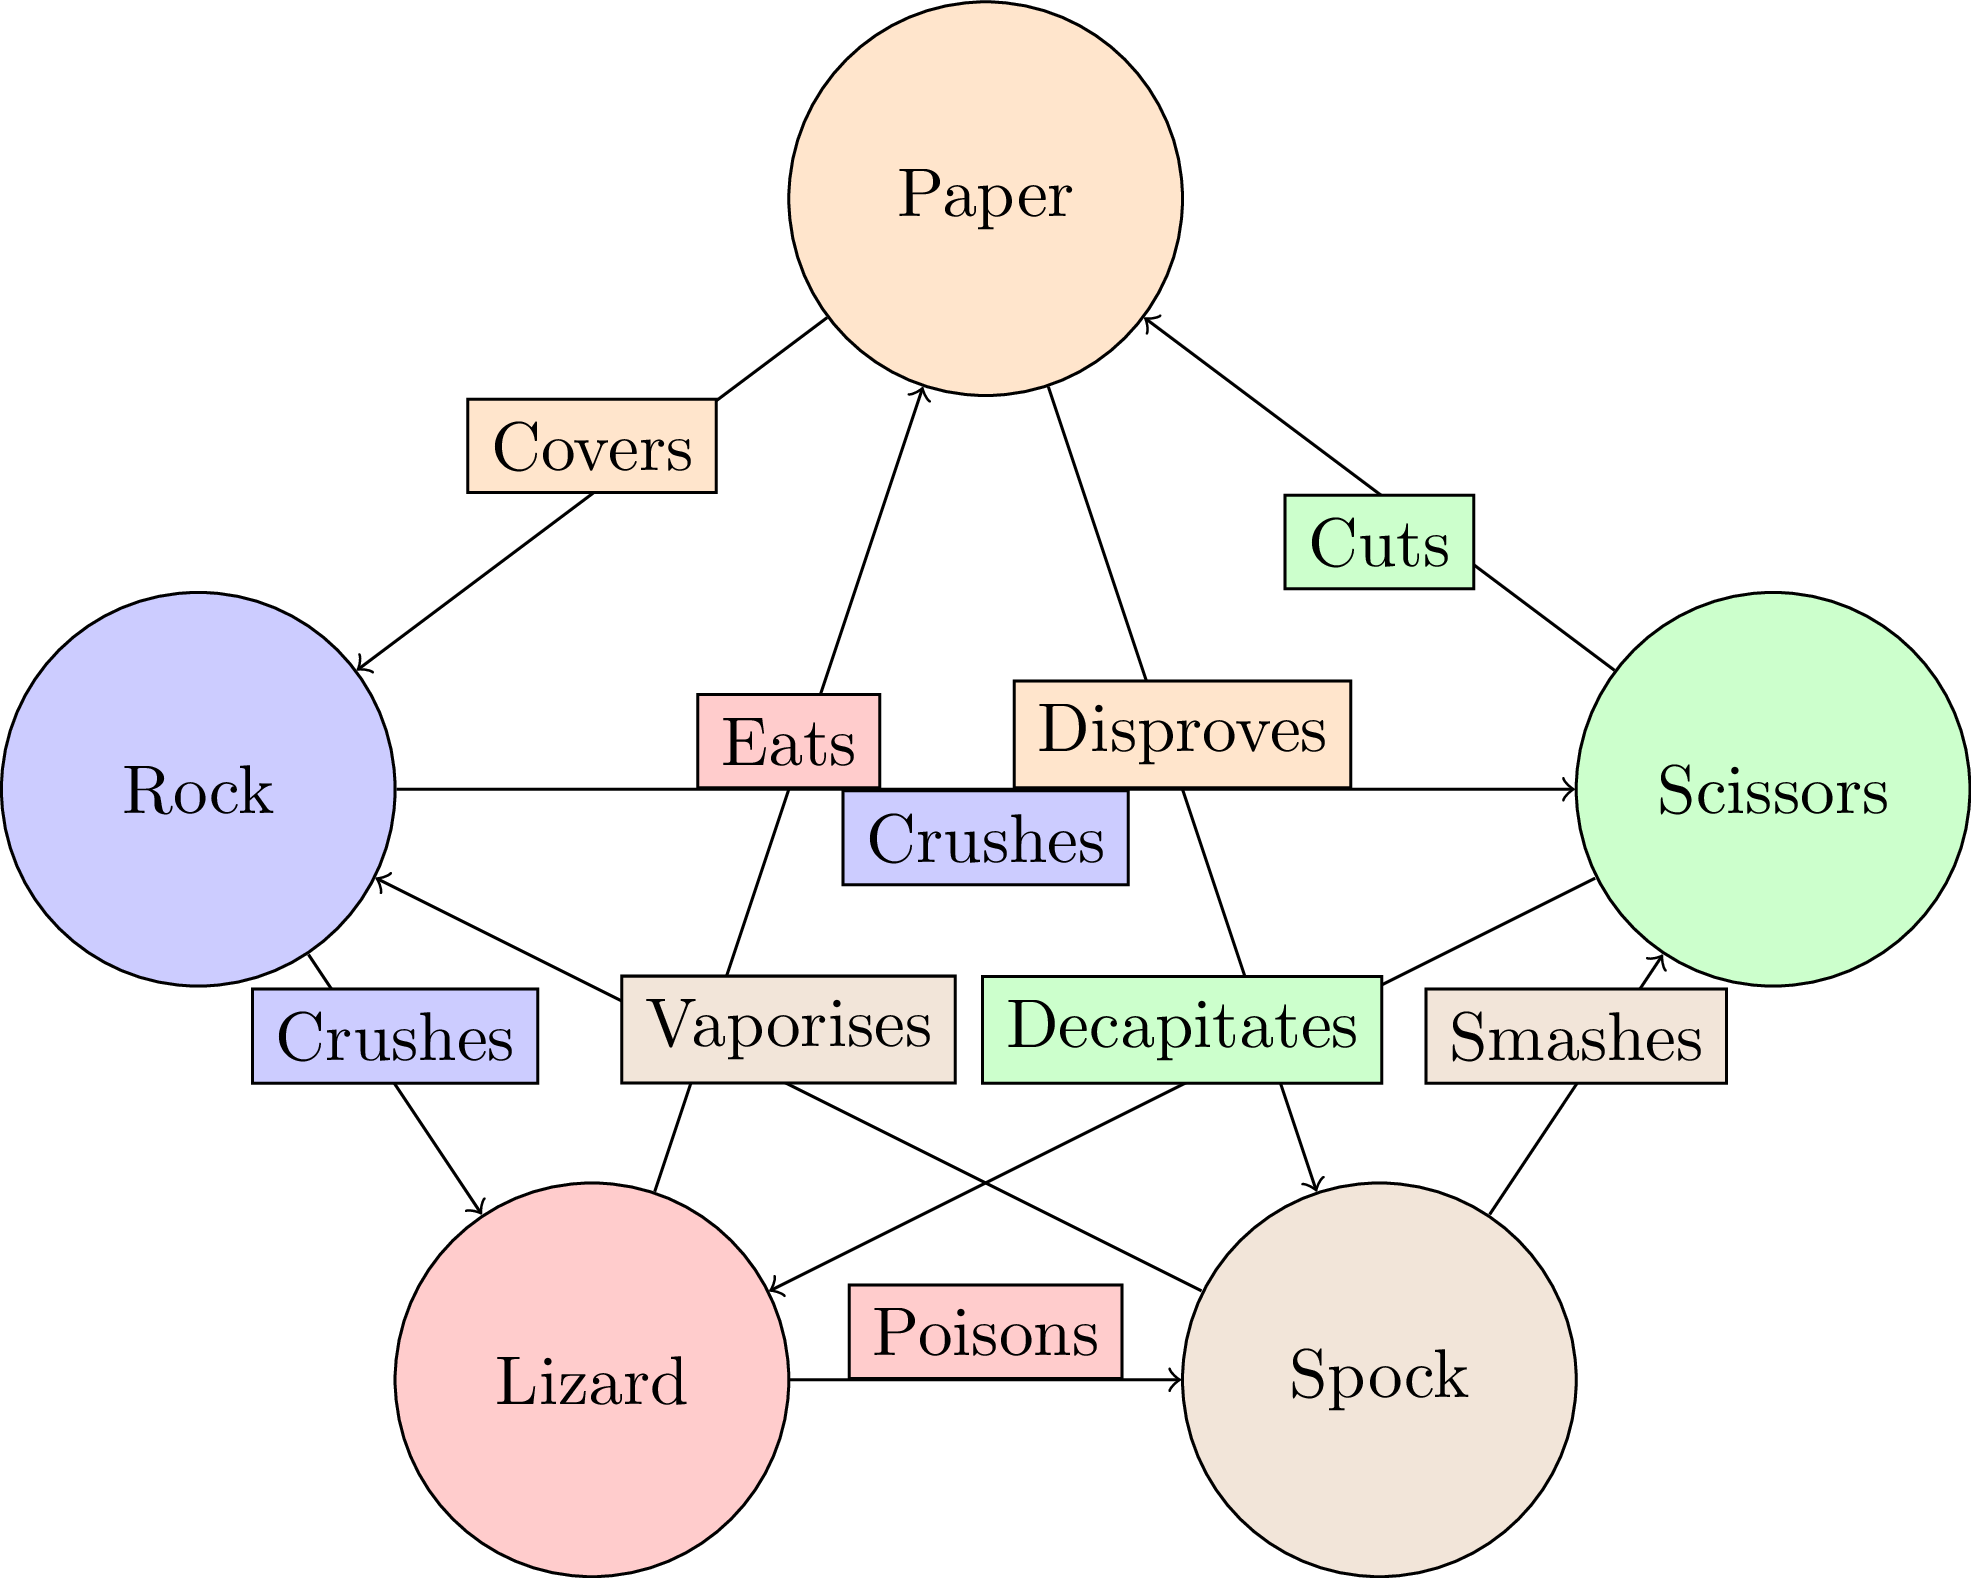 Paper
Covers
Cuts
Eats
Disproves
Rock
Scissors
Crushes
Crushes
Vaporises
Decapitates
Smashes
Poisons
Lizard
Spock